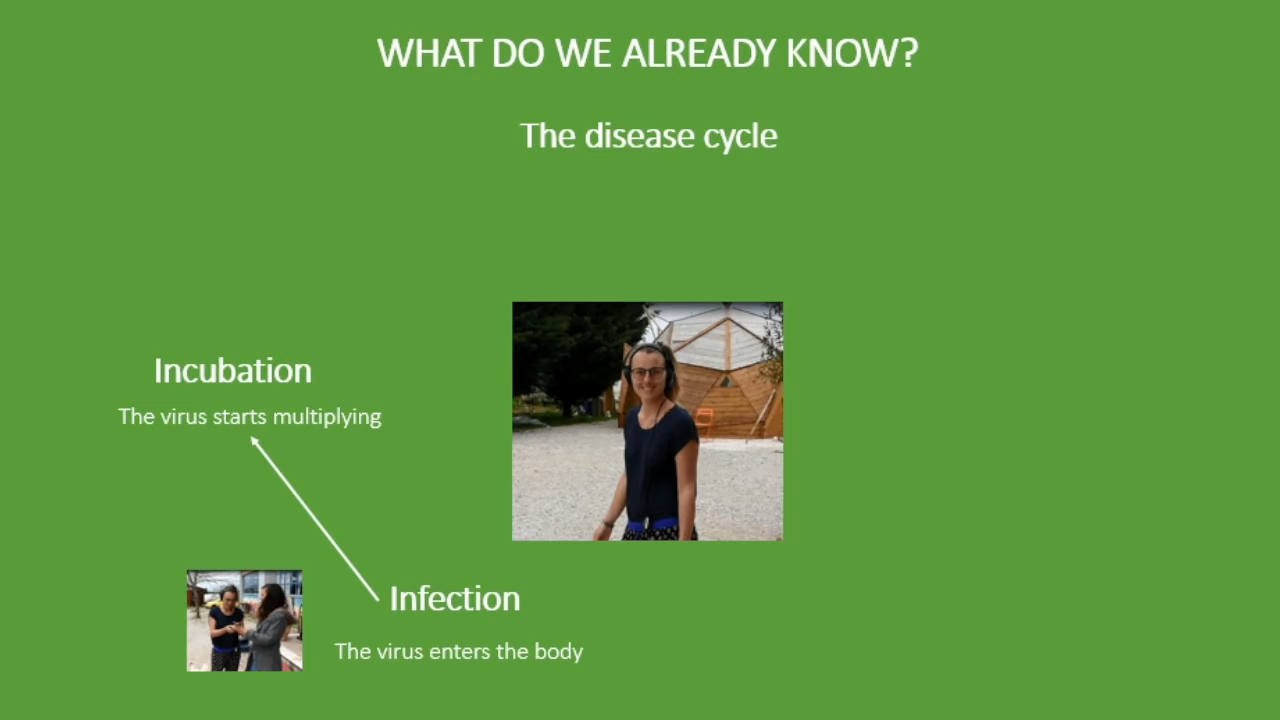 WHAT DO WE ALREADY KNOW?
The disease cycle
Incubation
The virus starts multiplying
Infection
The virus enters the body